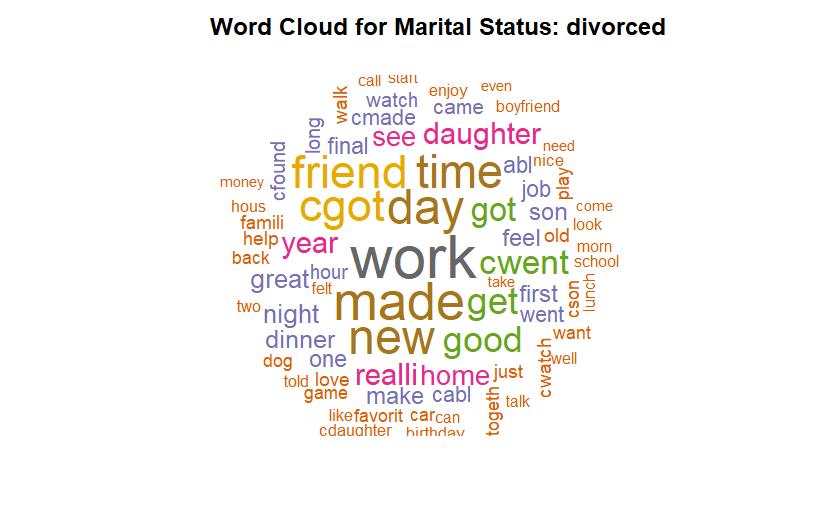 Word Cloud for Marital Status: divorced
call start even
walk watch enjoy came boyfriend
cmade
long final see daughter need
cfound friend time abl nice
money job play
hous cgot day got son come
famili look
help year feel old
back work cwent morn
school
great hour
felt take
two night made get first cson lunch
went
dinner new good want
dog one cwatch well
told love realli home just
game make cabl talk
like favorit car can togeth
cdaughter birthday